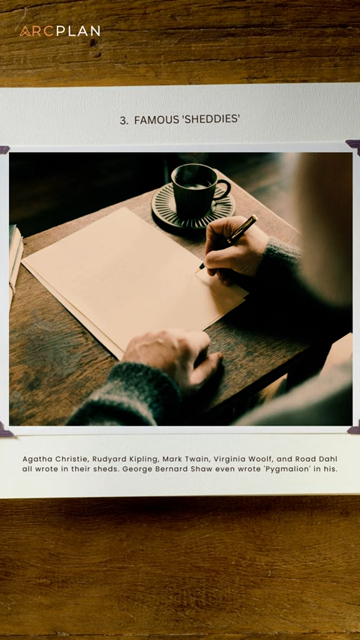 ARCPLAN
3. FAMOUS 'SHEDDIES'
Agatha Christie, Rudyard Kipling, Mark Twain, Virginia Woolf, and Road Dahl
all wrote in their sheds. George Bernard Shaw even wrote 'Pygmalion' in his.